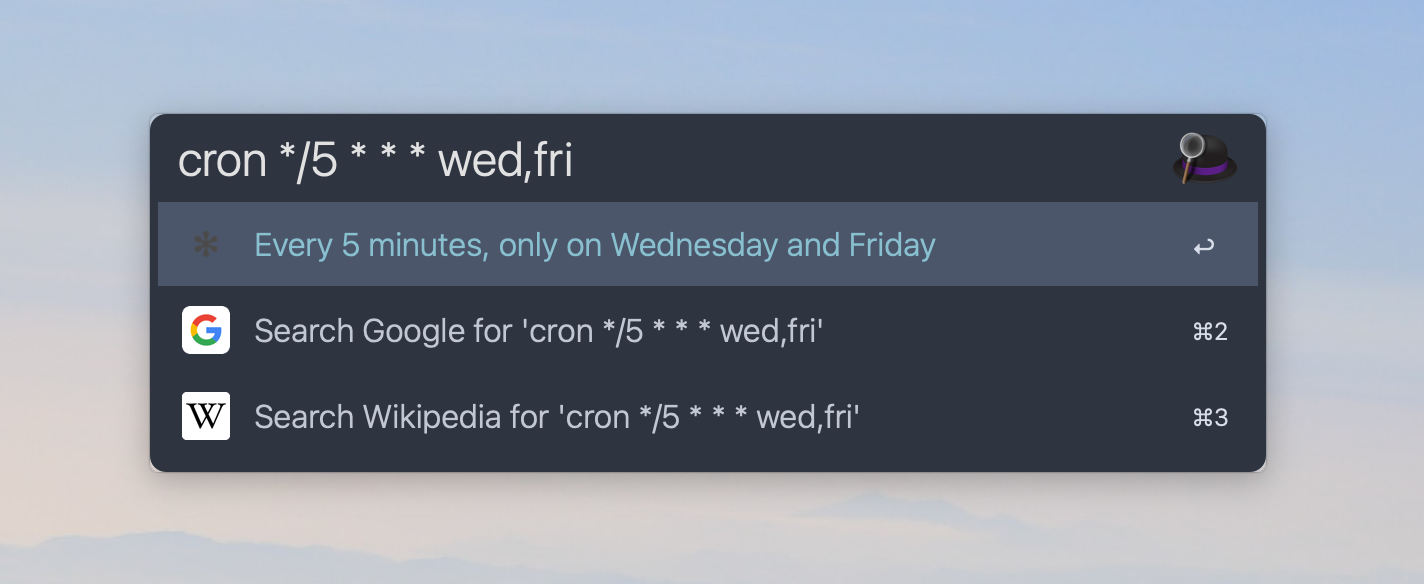 cron */5 * * * wed,fri
Every 5 minutes, only on Wednesday and Friday ↩
Search Google for 'cron */5 * * * wed,fri' ⌘2
W Search Wikipedia for 'cron */5 * * * wed,fri' ⌘3